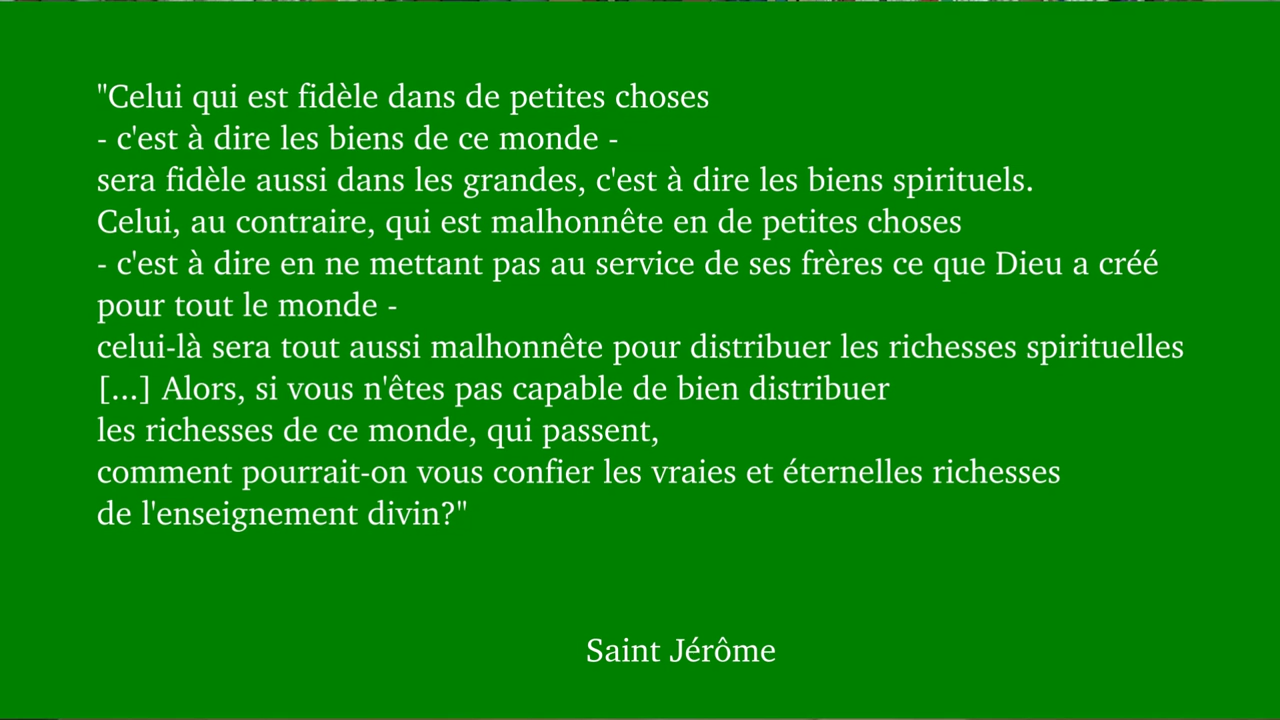 "Celui qui est fidèle dans de petites choses
- c'est à dire les biens de ce monde -
sera fidèle aussi dans les grandes, c'est à dire les biens spirituels.
Celui, au contraire, qui est malhonnête en de petites choses
- c'est à dire en ne mettant pas au service de ses frères ce que Dieu a créé
pour tout le monde -
celui-là sera tout aussi malhonnête pour distribuer les richesses spirituelles
[...] Alors, si vous n'êtes pas capable de bien distribuer
les richesses de ce monde, qui passent,
comment pourrait-on vous confier les vraies et éternelles richesses
de l'enseignement divin?"
Saint Jérôme